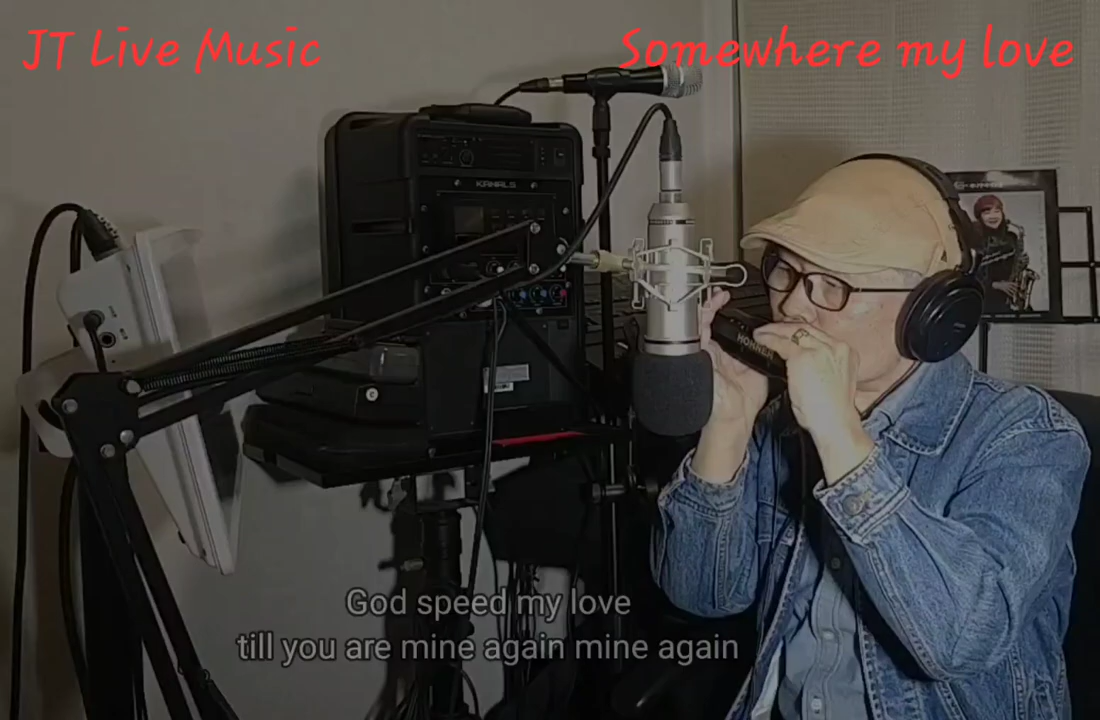 JT Live Music
Somewhere my love
KANALS
HOHNER
God speed my love
till you are mine again mine again